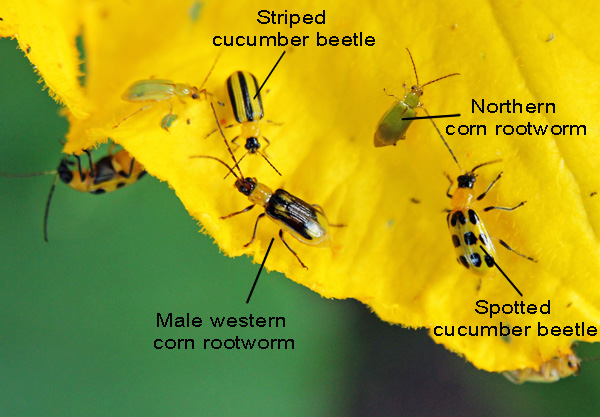 Striped
cucumber beetle
Northern
corn rootworm
Male western
corn rootworm
Spotted
cucumber beetle